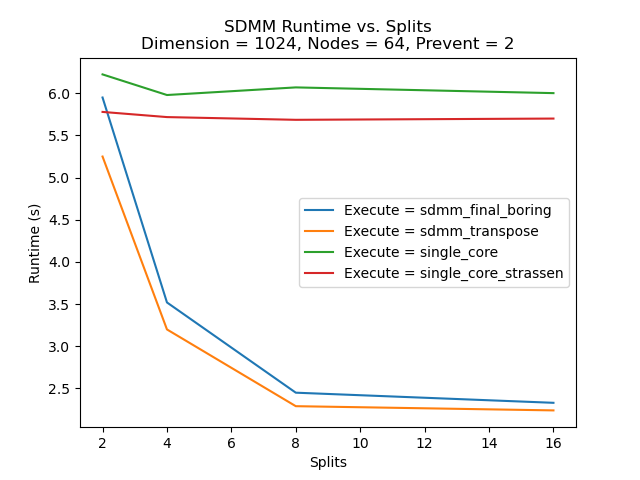 SDMM Runtime vs. Splits
Dimension = 1024, Nodes = 64, Prevent = 2
6.0
5.5
5.0
4.5
4.0
3.5
3.0
2.5
Runtime (s)
Execute = sdmm_final_boring
Execute = sdmm_transpose
Execute = single_core
Execute = single_core_strassen
2 4 6 8 10 12 14 16
Splits